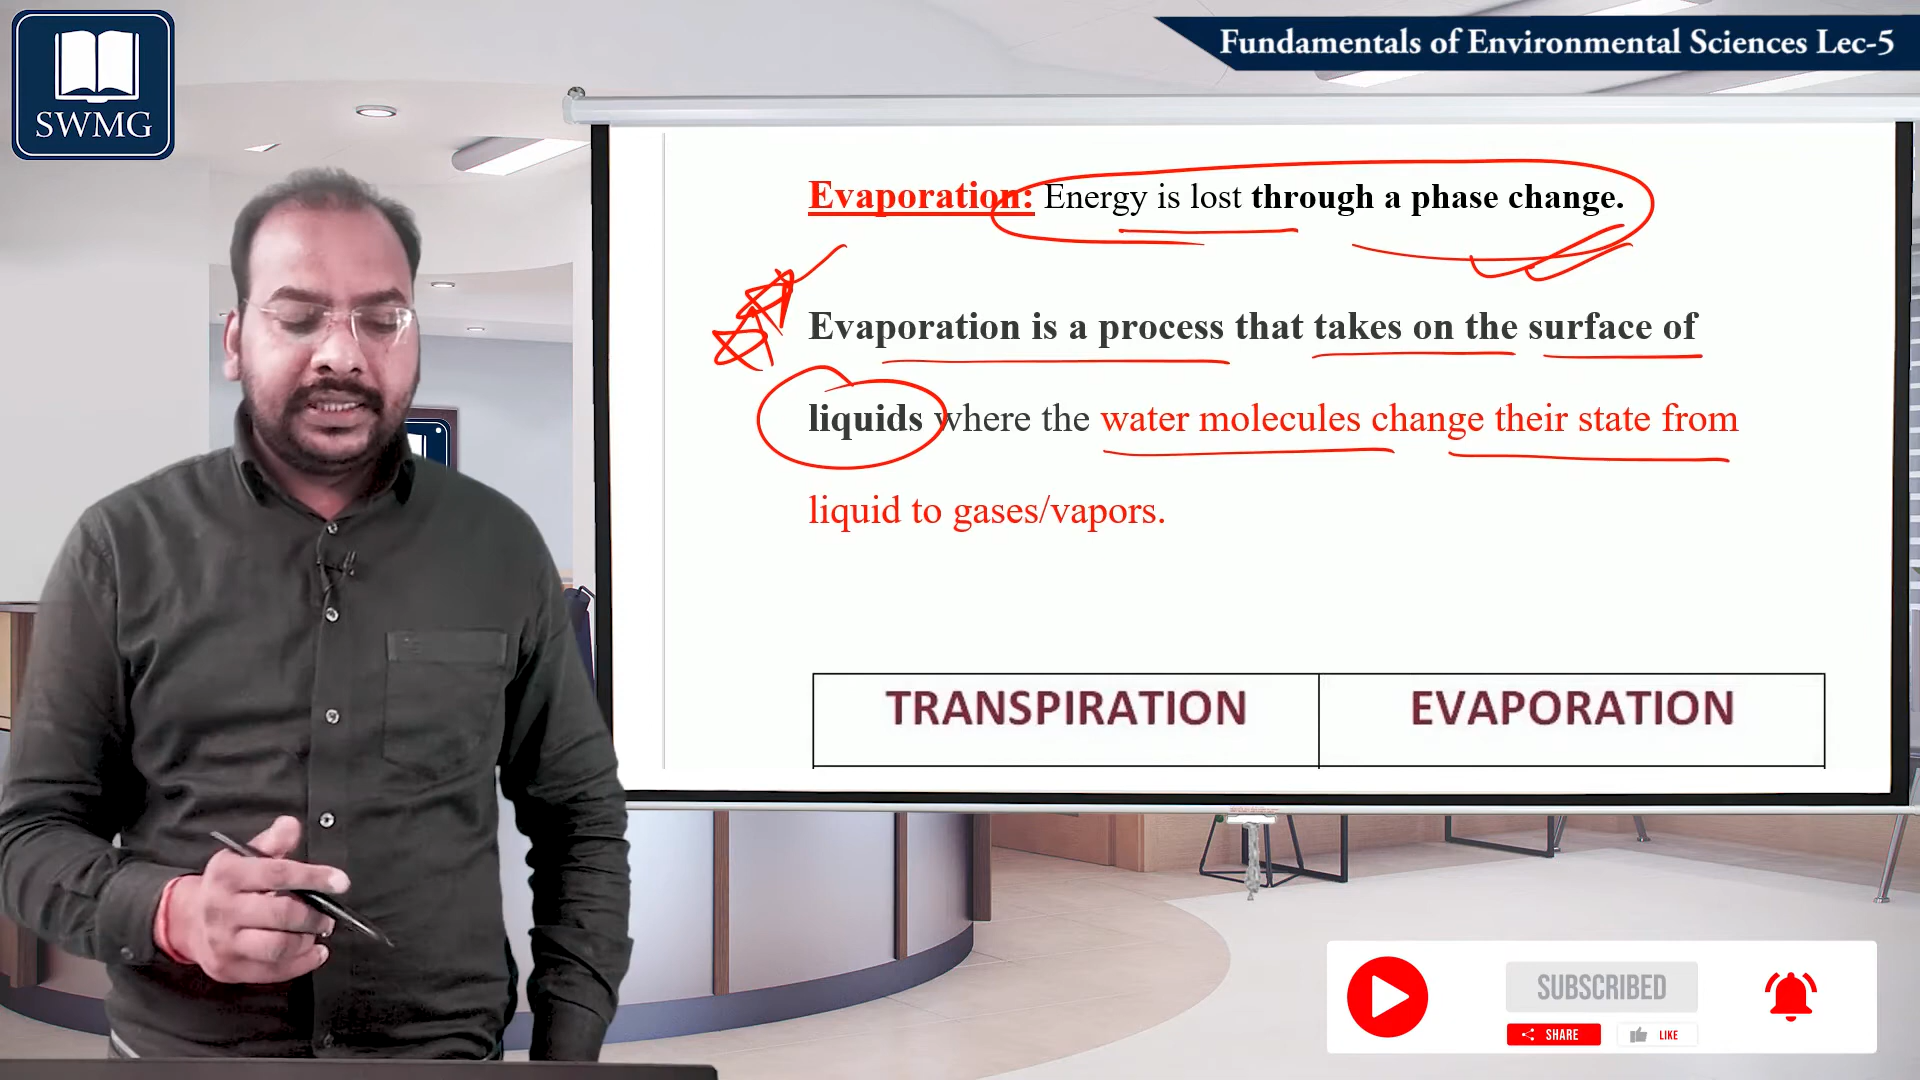 SWMG
Fundamentals of Environmental Sciences Lec-5
Evaporation: Energy is lost through a phase change.
Evaporation is a process that takes on the surface of
liquids where the water molecules change their state from
liquid to gases/vapors.
TRANSPIRATION EVAPORATION
SUBSCRIBED
SHARE LIKE